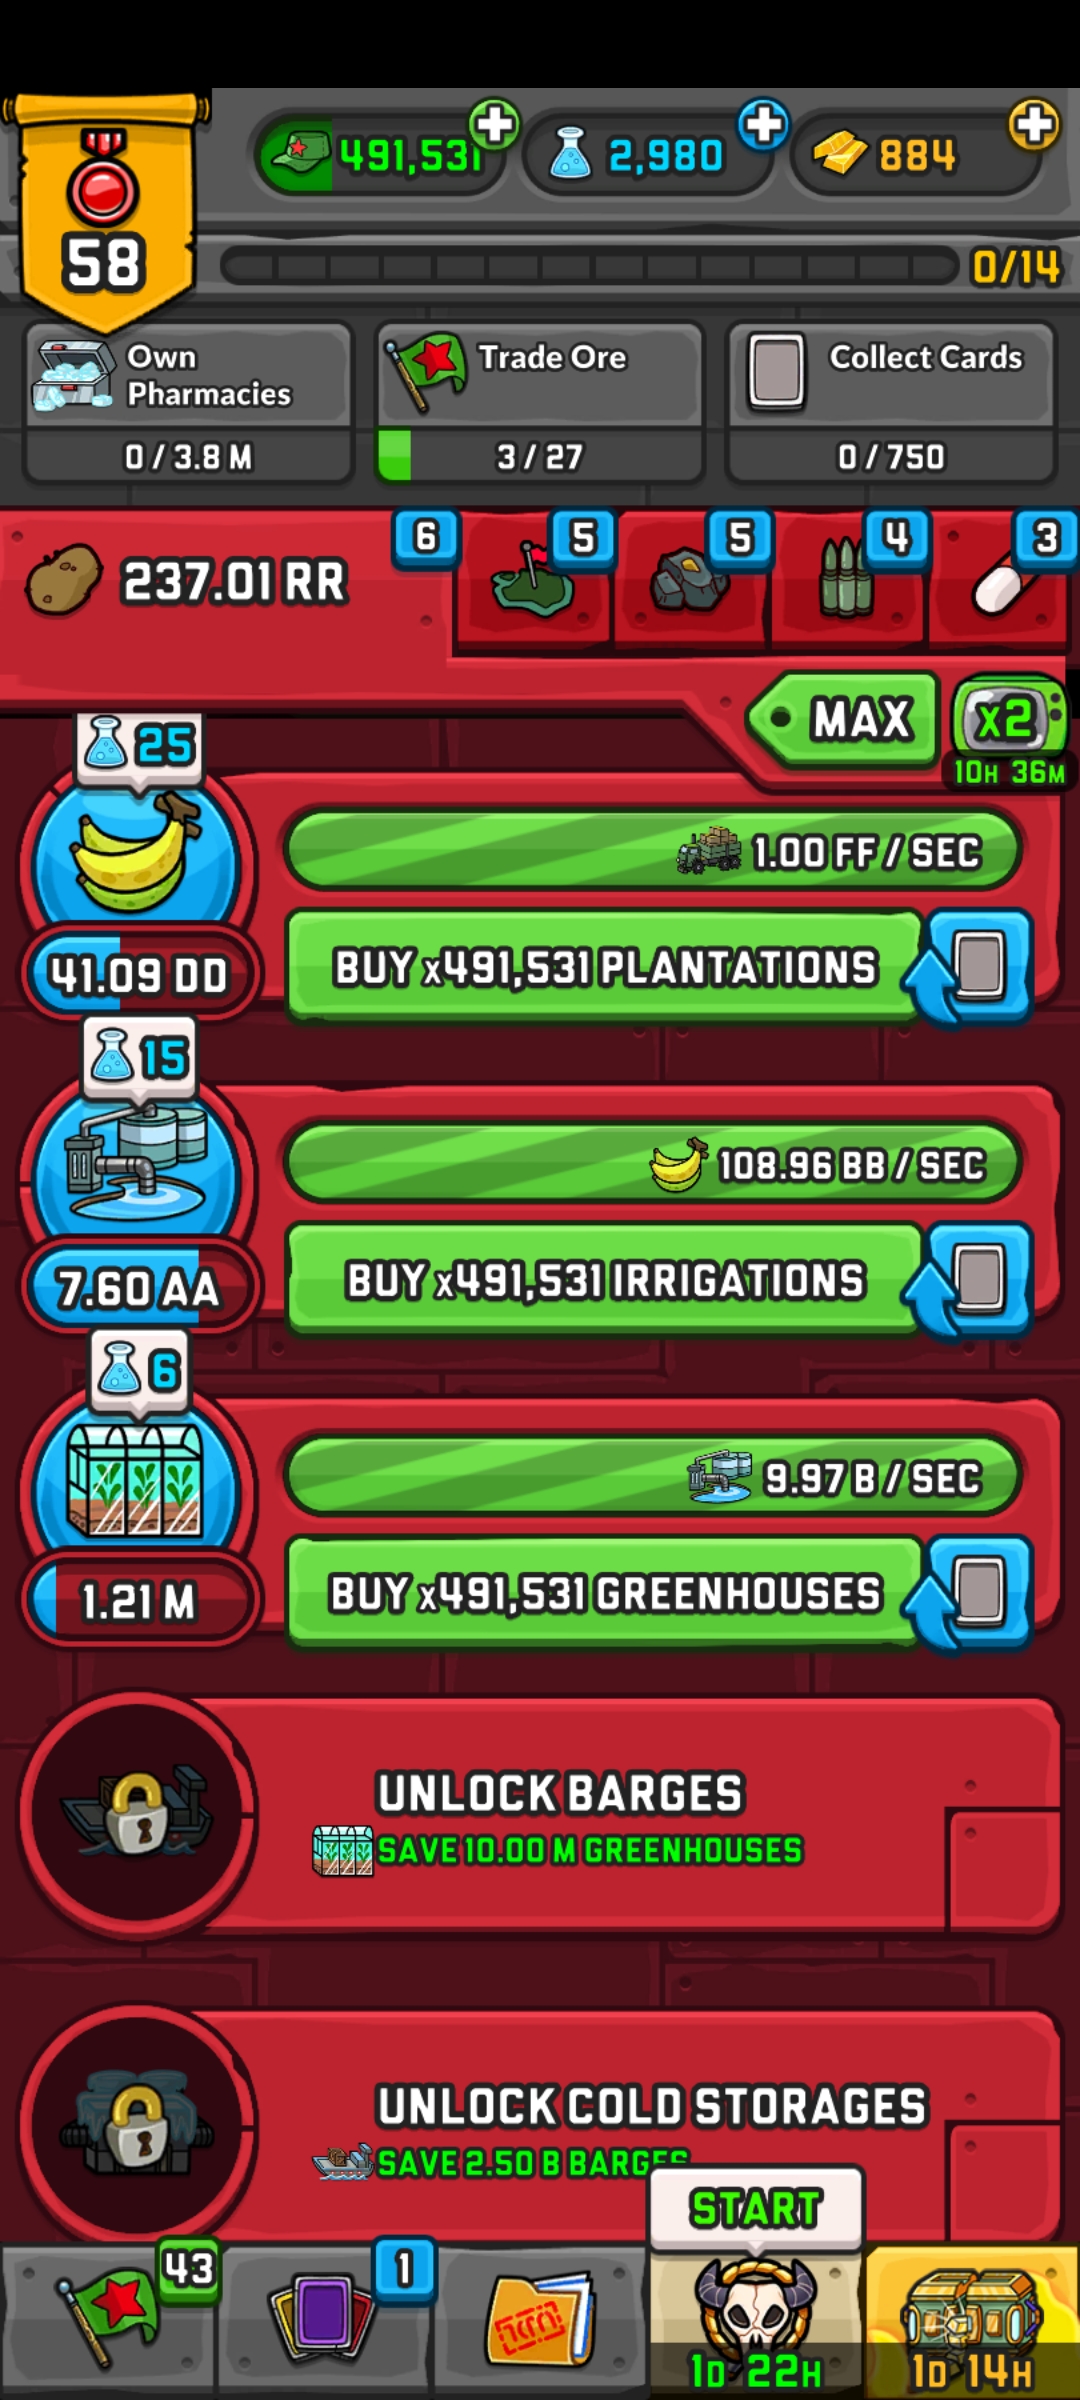 491,531
2,980
884
58
0/14
Own
Pharmacies
0 / 3.8 M
Trade Ore
3 / 27
Collect Cards
0 / 750
237.01 RR
6
5
5
4
3
MAX
x2
10H 36M
25
1.00 FF / SEC
41.09 DD
BUY x491,531 PLANTATIONS
15
108.96 BB / SEC
7.60 AA
BUY x491,531 IRRIGATIONS
6
9.97 B / SEC
1.21 M
BUY x491,531 GREENHOUSES
UNLOCK BARGES
SAVE 10.00 M GREENHOUSES
UNLOCK COLD STORAGES
SAVE 2.50 B BARGES
START
43
1
1D 22H
1D 14H